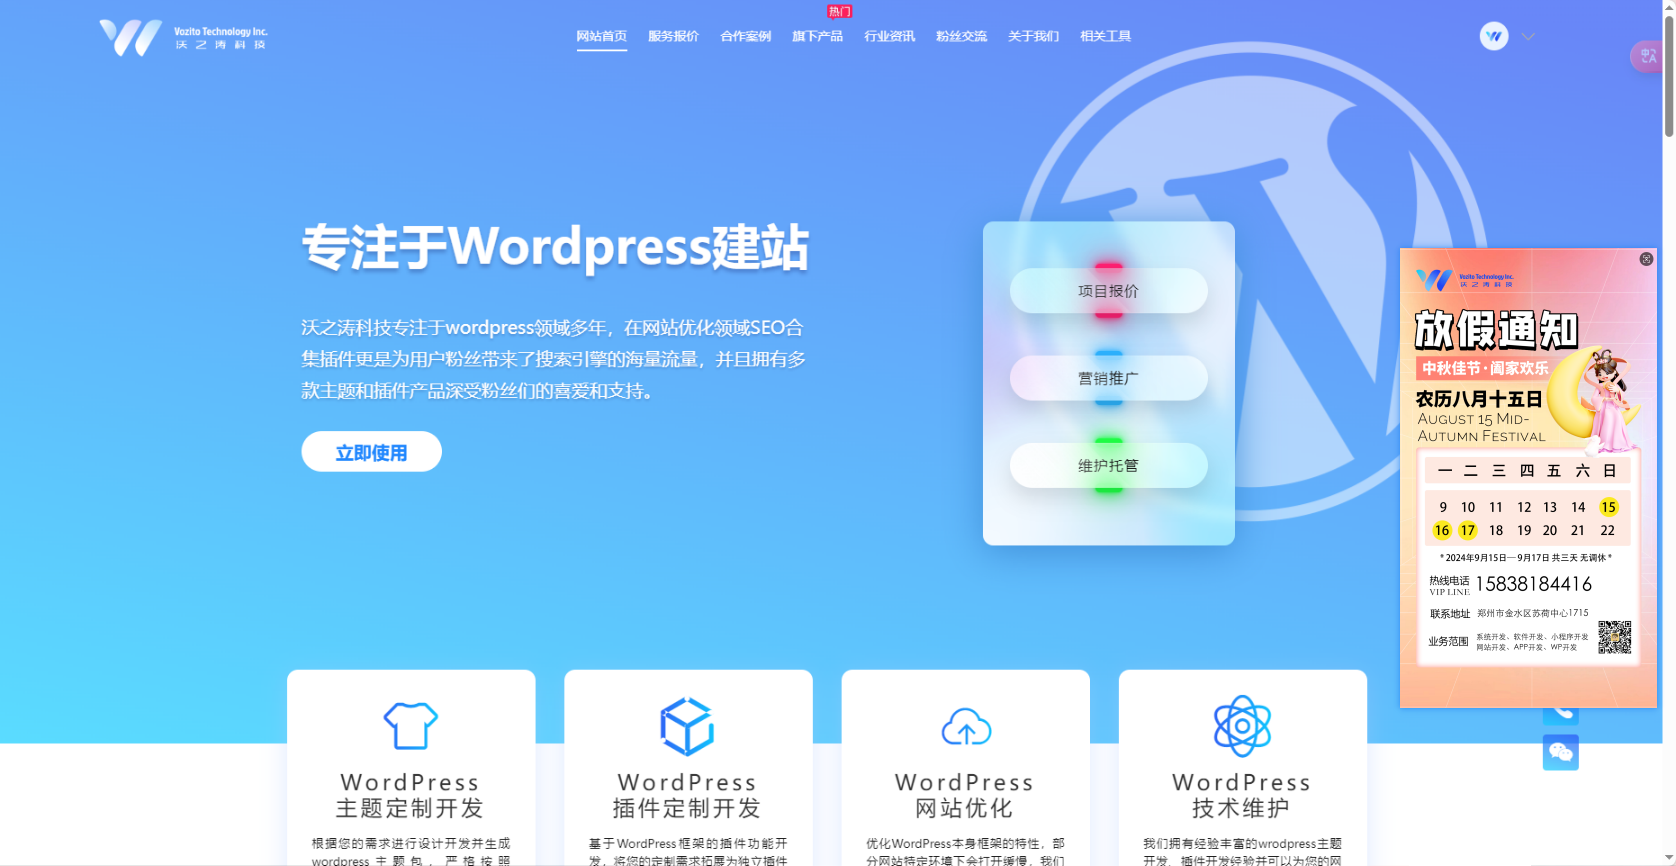 Vozito Technology Inc.
沃之涛科技
热门
网站首页 服务报价 合作案例 旗下产品 行业资讯 粉丝交流 关于我们 相关工具
专注于Wordpress建站
沃之涛科技专注于wordpress领域多年，在网站优化领域SEO合
集插件更是为用户粉丝带来了搜索引擎的海量流量，并且拥有多
款主题和插件产品深受粉丝们的喜爱和支持。
立即使用
项目报价
营销推广
维护托管
Vozito Technology Inc.
沃之涛科技
放假通知
中秋佳节·阖家欢乐
农历八月十五日
AUGUST 15 MID-
AUTUMN FESTIVAL
一 二 三 四 五 六 日
9 10 11 12 13 14 15
16 17 18 19 20 21 22
*2024年9月15日—9月17日 共三天 无调休*
热线电话 15838184416
VIP LINE
联系地址 郑州市金水区苏荷中心1715
业务范围 系统开发、软件开发、小程序开发
网站开发、APP开发、WP开发
WordPress
主题定制开发
根据您的需求进行设计开发并生成
wordpress主题包，严格按照
WordPress
插件定制开发
基于WordPress框架的插件功能开
发，将您的定制需求拓展为独立插件
WordPress
网站优化
优化WordPress本身框架的特性，部
分网站特定环境下会打开缓慢，我们
WordPress
技术维护
我们拥有经验丰富的wrodpress主题
开发、插件开发经验并可以为您的网